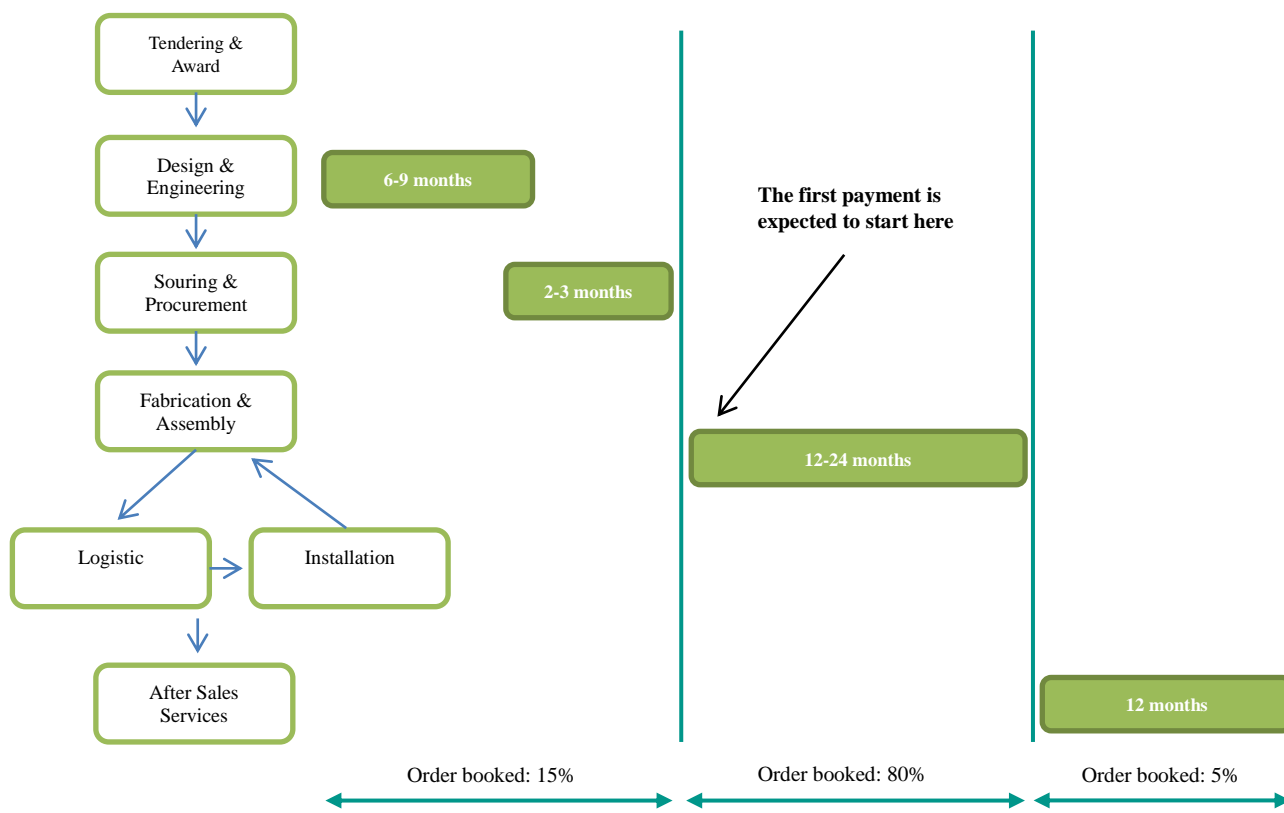 Tendering &
Award
Design &
Engineering
6-9 months
The first payment is
expected to start here
Souring &
Procurement
2-3 months
Fabrication &
Assembly
12-24 months
Logistic
Installation
After Sales
Services
12 months
Order booked: 15%
Order booked: 80%
Order booked: 5%